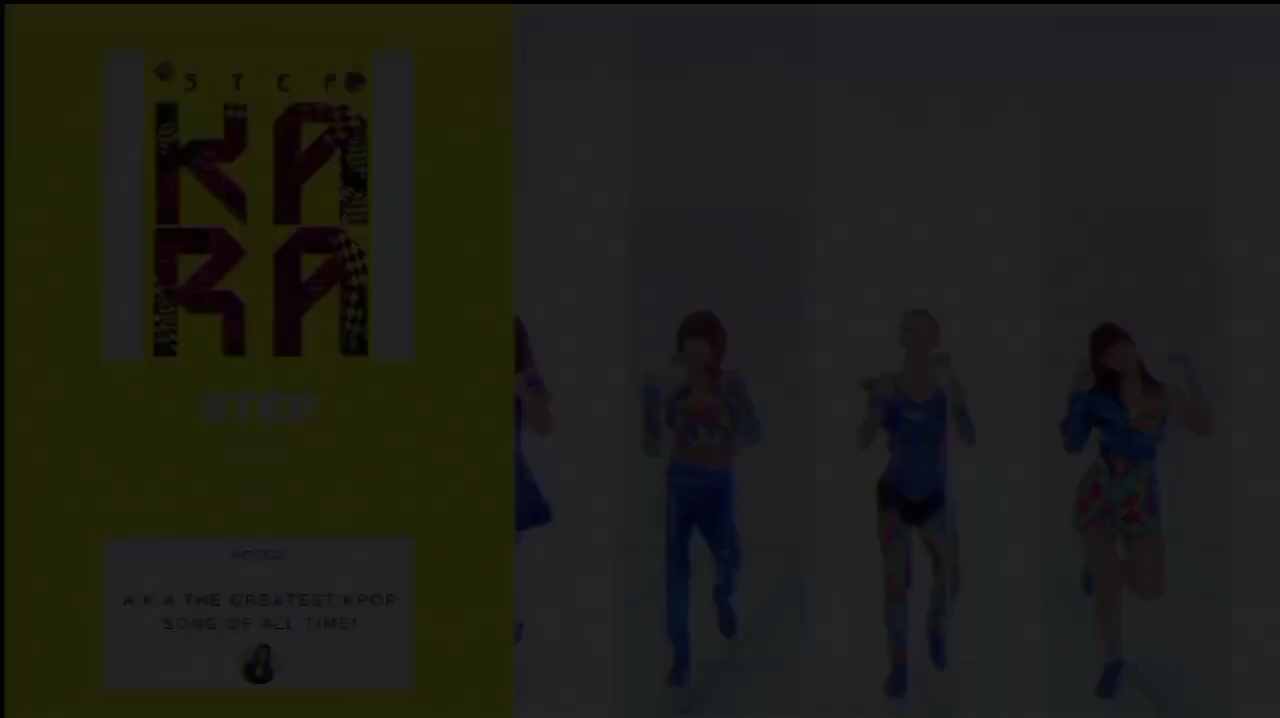 STEP
KA
RA
STEP
NOTES
A.K.A THE GREATEST KPOP
SONG OF ALL TIME!